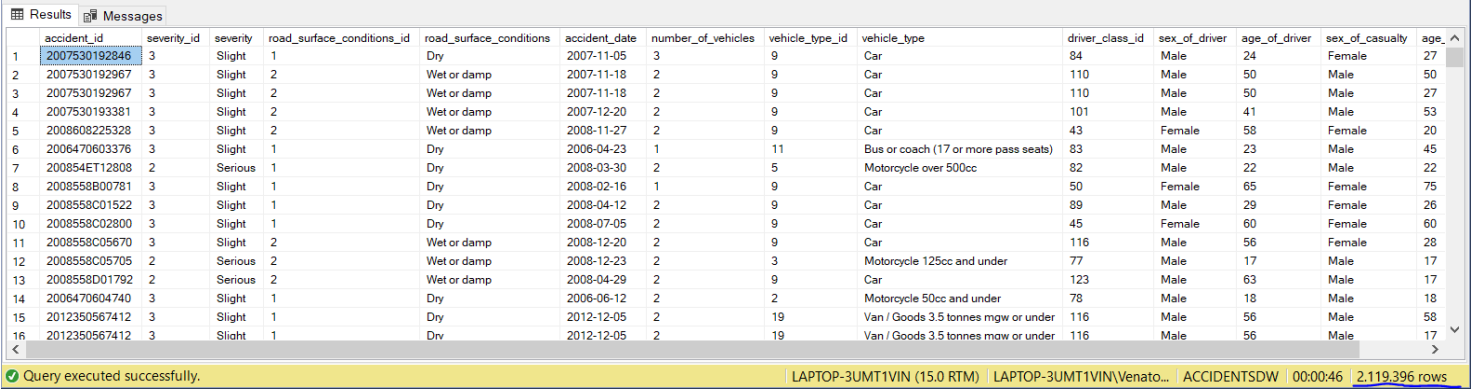 Results Messages
accident_id severity_id severity road_surface_conditions_id road_surface_conditions accident_date number_of_vehicles vehicle_type_id vehicle_type driver_class_id sex_of_driver age_of_driver sex_of_casualty age_
1 2007530192846 3 Slight 1 Dry 2007-11-05 3 9 Car 84 Male 24 Female 27
2 2007530192967 3 Slight 2 Wet or damp 2007-11-18 2 9 Car 110 Male 50 Male 50
3 2007530192967 3 Slight 2 Wet or damp 2007-11-18 2 9 Car 110 Male 50 Male 27
4 2007530193381 3 Slight 2 Wet or damp 2007-12-20 2 9 Car 101 Male 41 Male 53
5 2008608225328 3 Slight 2 Wet or damp 2008-11-27 2 9 Car 43 Female 58 Female 20
6 2006470603376 3 Slight 1 Dry 2006-04-23 1 11 Bus or coach (17 or more pass seats) 83 Male 23 Male 45
7 200854ET12808 2 Serious 1 Dry 2008-03-30 2 5 Motorcycle over 500cc 82 Male 22 Male 22
8 2008558B00781 3 Slight 1 Dry 2008-02-16 1 9 Car 50 Female 65 Female 75
9 2008558C01522 3 Slight 1 Dry 2008-04-12 2 9 Car 89 Male 29 Female 26
10 2008558C02800 3 Slight 1 Dry 2008-07-05 2 9 Car 45 Female 60 Female 60
11 2008558C05670 3 Slight 2 Wet or damp 2008-12-20 2 9 Car 116 Male 56 Female 28
12 2008558C05705 2 Serious 2 Wet or damp 2008-12-23 2 3 Motorcycle 125cc and under 77 Male 17 Male 17
13 2008558D01792 2 Serious 2 Wet or damp 2008-04-29 2 9 Car 123 Male 63 Male 17
14 2006470604740 3 Slight 1 Dry 2006-06-12 2 2 Motorcycle 50cc and under 78 Male 18 Male 18
15 2012350567412 3 Slight 1 Dry 2012-12-05 2 19 Van / Goods 3.5 tonnes mgw or under 116 Male 56 Male 58
16 2012350567412 3 Slight 1 Dry 2012-12-05 2 19 Van / Goods 3.5 tonnes mgw or under 116 Male 56 Male 17
Query executed successfully. LAPTOP-3UMT1VIN (15.0 RTM) LAPTOP-3UMT1VIN\Venato... ACCIDENTSDW 00:00:46 2.119.396 rows